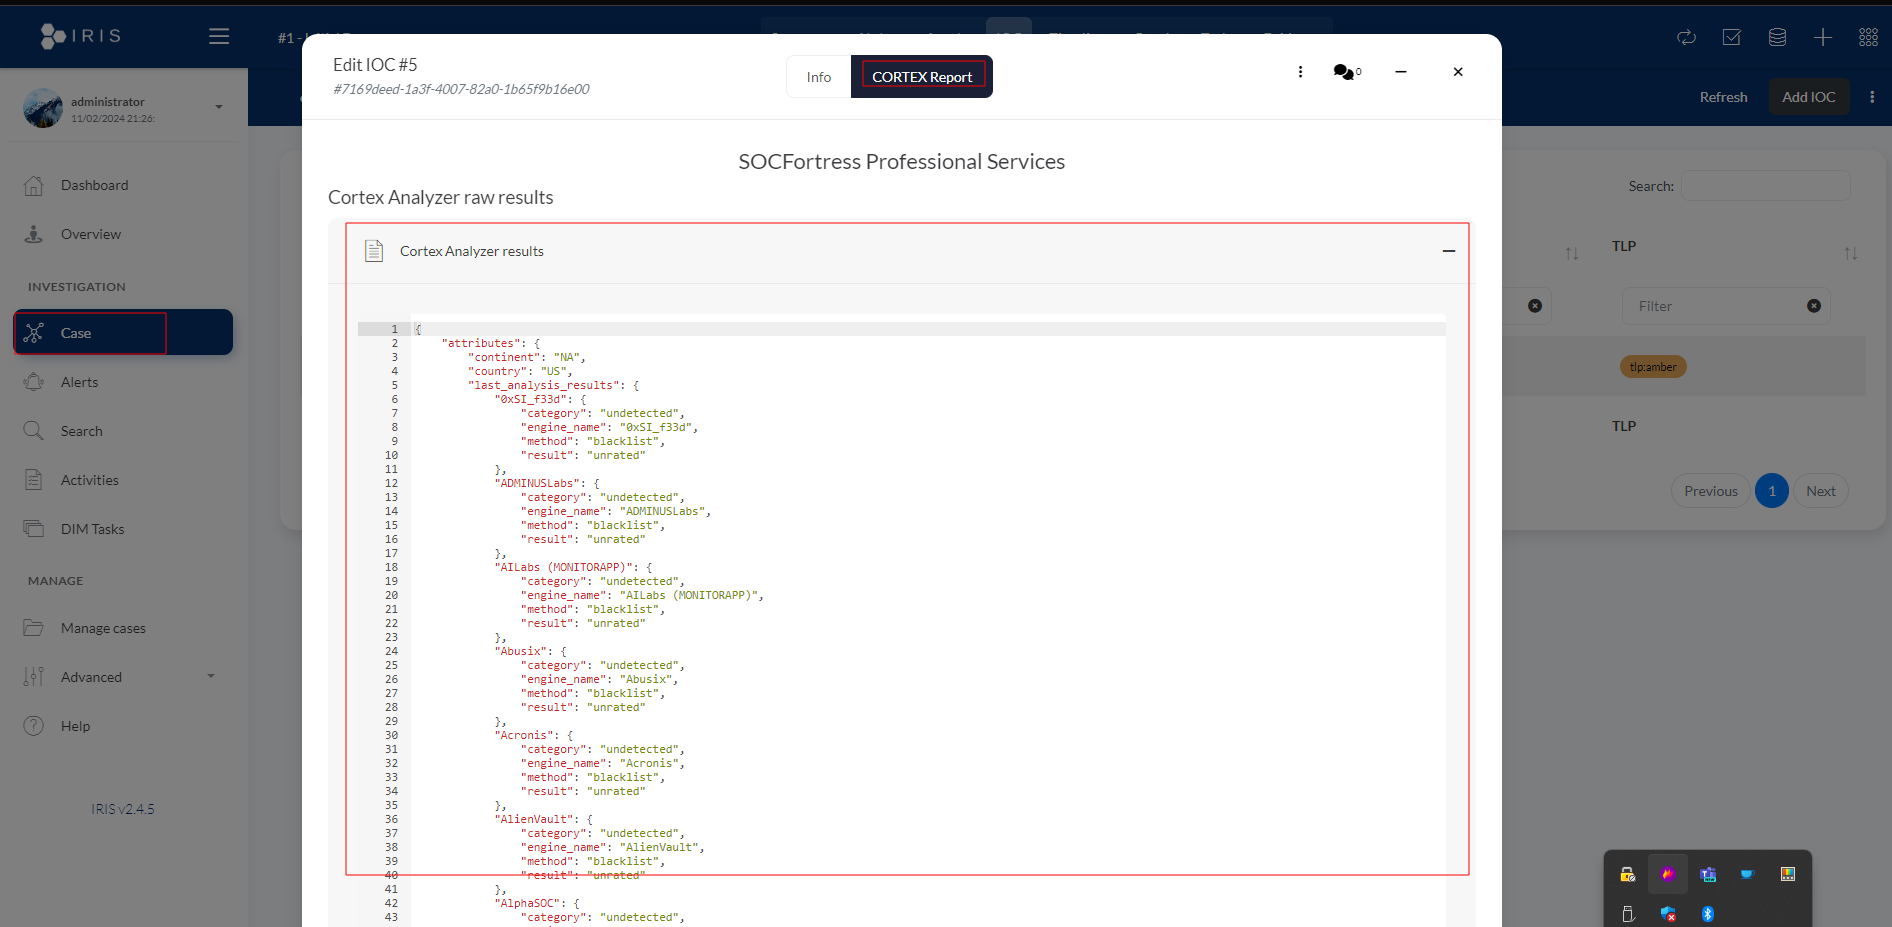 IRIS
#1 -
Edit IOC #5
#7169deed-1a3f-4007-82a0-1b65f9b16e00
Info
CORTEX Report
0
administrator
11/02/2024 21:26:
Refresh
Add IOC
Dashboard
Overview
INVESTIGATION
Case
Alerts
Search
Activities
DIM Tasks
MANAGE
Manage cases
Advanced
Help
IRIS v2.4.5
SOCFortress Professional Services
Cortex Analyzer raw results
Cortex Analyzer results
1 {
2 "attributes": {
3 "continent": "NA",
4 "country": "US",
5 "last_analysis_results": {
6 "0xSI_f33d": {
7 "category": "undetected",
8 "engine_name": "0xSI_f33d",
9 "method": "blacklist",
10 "result": "unrated"
11 },
12 "ADMINUSLabs": {
13 "category": "undetected",
14 "engine_name": "ADMINUSLabs",
15 "method": "blacklist",
16 "result": "unrated"
17 },
18 "AILabs (MONITORAPP)": {
19 "category": "undetected",
20 "engine_name": "AILabs (MONITORAPP)",
21 "method": "blacklist",
22 "result": "unrated"
23 },
24 "Abusix": {
25 "category": "undetected",
26 "engine_name": "Abusix",
27 "method": "blacklist",
28 "result": "unrated"
29 },
30 "Acronis": {
31 "category": "undetected",
32 "engine_name": "Acronis",
33 "method": "blacklist",
34 "result": "unrated"
35 },
36 "AlienVault": {
37 "category": "undetected",
38 "engine_name": "AlienVault",
39 "method": "blacklist",
40 "result": "unrated"
41 },
42 "AlphaSOC": {
43 "category": "undetected",
Search:
TLP
Filter
tlp:amber
TLP
Previous
1
Next